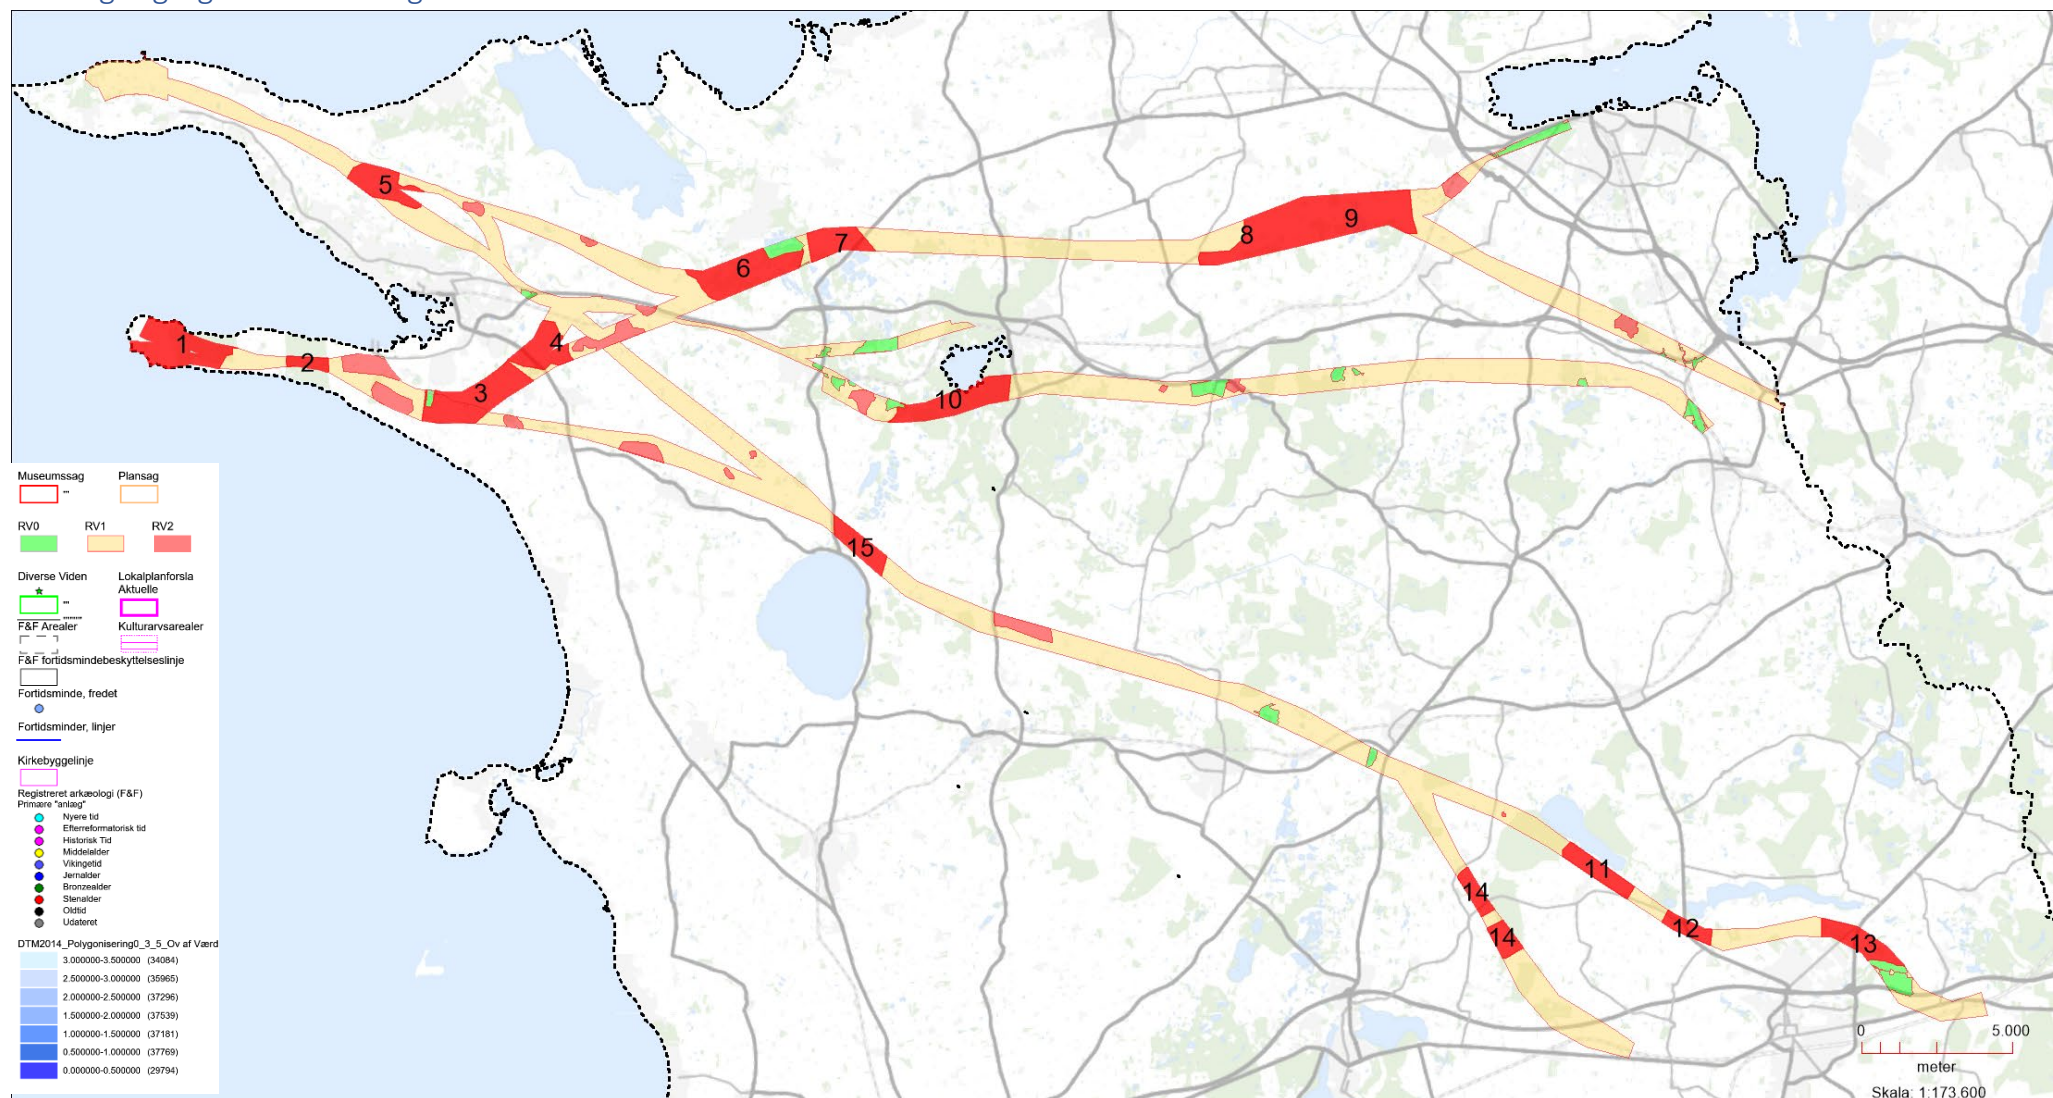 5
7
8
9
6
1
2
4
3
10
15
11
14
12
14
13
Museumssag Plansag
RV0 RV1 RV2
Diverse Viden Lokalplanforsla
Aktuelle
F&F Arealer Kulturarvsarealer
F&F fortidsmindebeskyttelseslinje
Fortidsminde, fredet
Fortidsminder, linjer
Kirkebyggelinje
Registreret arkæologi (F&F)
Primære "anlæg"
Nyere tid
Efterreformatorisk tid
Historisk Tid
Middelalder
Vikingetid
Jernalder
Bronzealder
Stenalder
Oldtid
Udateret
DTM2014_Polygonisering0_3_5_Ov af Værd
3.000000-3.500000 (34084)
2.500000-3.000000 (35965)
2.000000-2.500000 (37296)
1.500000-2.000000 (37539)
1.000000-1.500000 (37181)
0.500000-1.000000 (37769)
0.000000-0.500000 (29794)
0 5.000
meter
Skala: 1:173.600